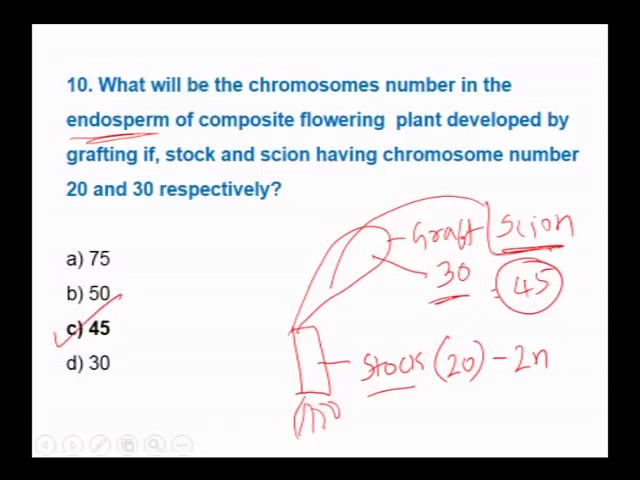 10. What will be the chromosomes number in the
endosperm of composite flowering plant developed by
grafting if, stock and scion having chromosome number
20 and 30 respectively?
Graft Scion
30 = 45
a) 75
b) 50
c) 45
d) 30
Stock (20) - 2n